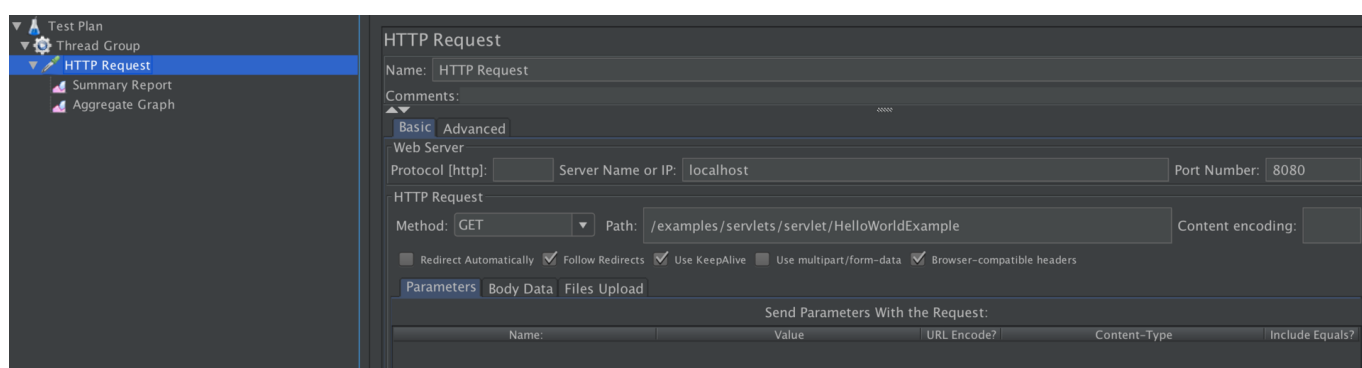 Test Plan
Thread Group
HTTP Request
Summary Report
Aggregate Graph
HTTP Request
Name: HTTP Request
Comments:
Basic Advanced
Web Server
Protocol [http]: Server Name or IP: localhost Port Number: 8080
HTTP Request
Method: GET Path: /examples/servlets/servlet/HelloWorldExample Content encoding:
Redirect Automatically Follow Redirects Use KeepAlive Use multipart/form-data Browser-compatible headers
Parameters Body Data Files Upload
Send Parameters With the Request:
Name: Value URL Encode? Content-Type Include Equals?